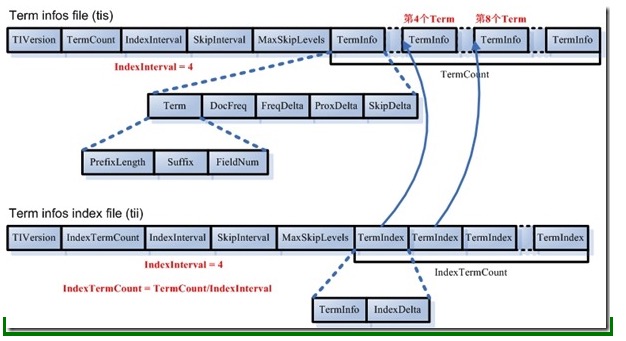 Term infos file (tis)
第4个Term 第8个Term
TIVersion TermCount IndexInterval SkipInterval MaxSkipLevels TermInfo TermInfo TermInfo TermInfo
IndexInterval = 4
TermCount
Term DocFreq FreqDelta ProxDelta SkipDelta
PrefixLength Suffix FieldNum
Term infos index file (tii)
TIVersion IndexTermCount IndexInterval SkipInterval MaxSkipLevels TermIndex TermIndex TermIndex TermIndex
IndexInterval = 4
IndexTermCount
IndexTermCount = TermCount/IndexInterval
TermInfo IndexDelta